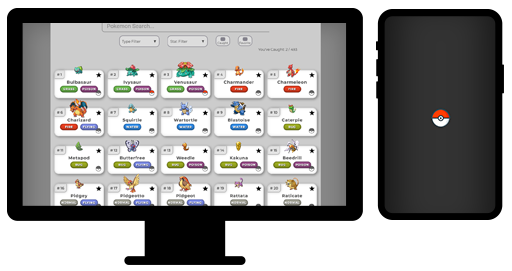 Pokemon Search...
Type Filter
Star Filter
# 1
# 2
# 3
# 4
# 5
Bulbasaur Ivysaur Venusaur Charmander Charmeleon
GRASS POISON GRASS POISON GRASS POISON FIRE FIRE
# 6
# 7
# 8
# 9
# 10
Charizard Squirtle Wartortle Blastoise Caterpie
FIRE FLYING WATER WATER WATER BUG
# 11
# 12
# 13
# 14
# 15
Metapod Butterfree Weedle Kakuna Beedrill
BUG BUG FLYING BUG POISON BUG POISON BUG POISON
# 16
# 17
# 18
# 19
# 20
Pidgey Pidgeotto Pidgeot Rattata Raticate
NORMAL FLYING NORMAL FLYING NORMAL FLYING NORMAL NORMAL